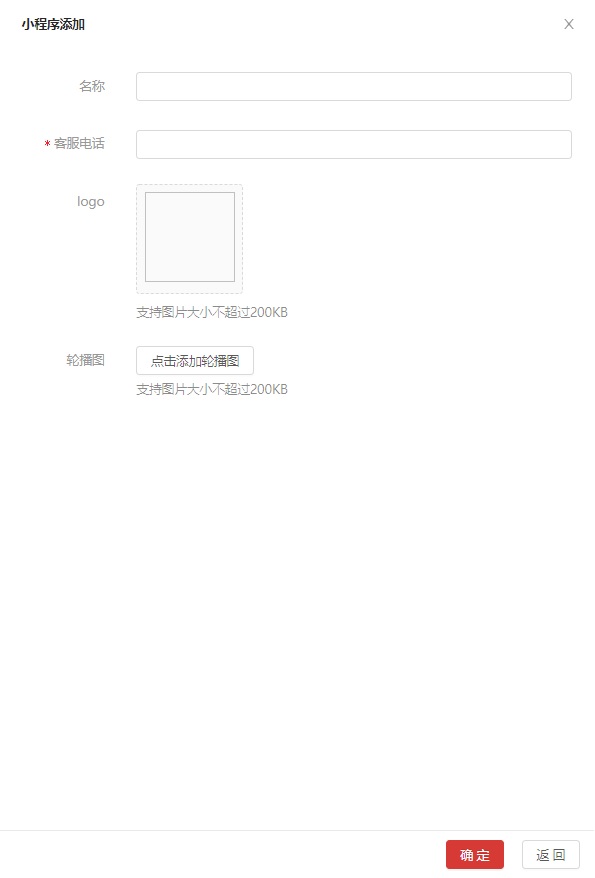 小程序添加
名称
* 客服电话
logo
支持图片大小不超过200KB
轮播图
点击添加轮播图
支持图片大小不超过200KB
确 定
返 回